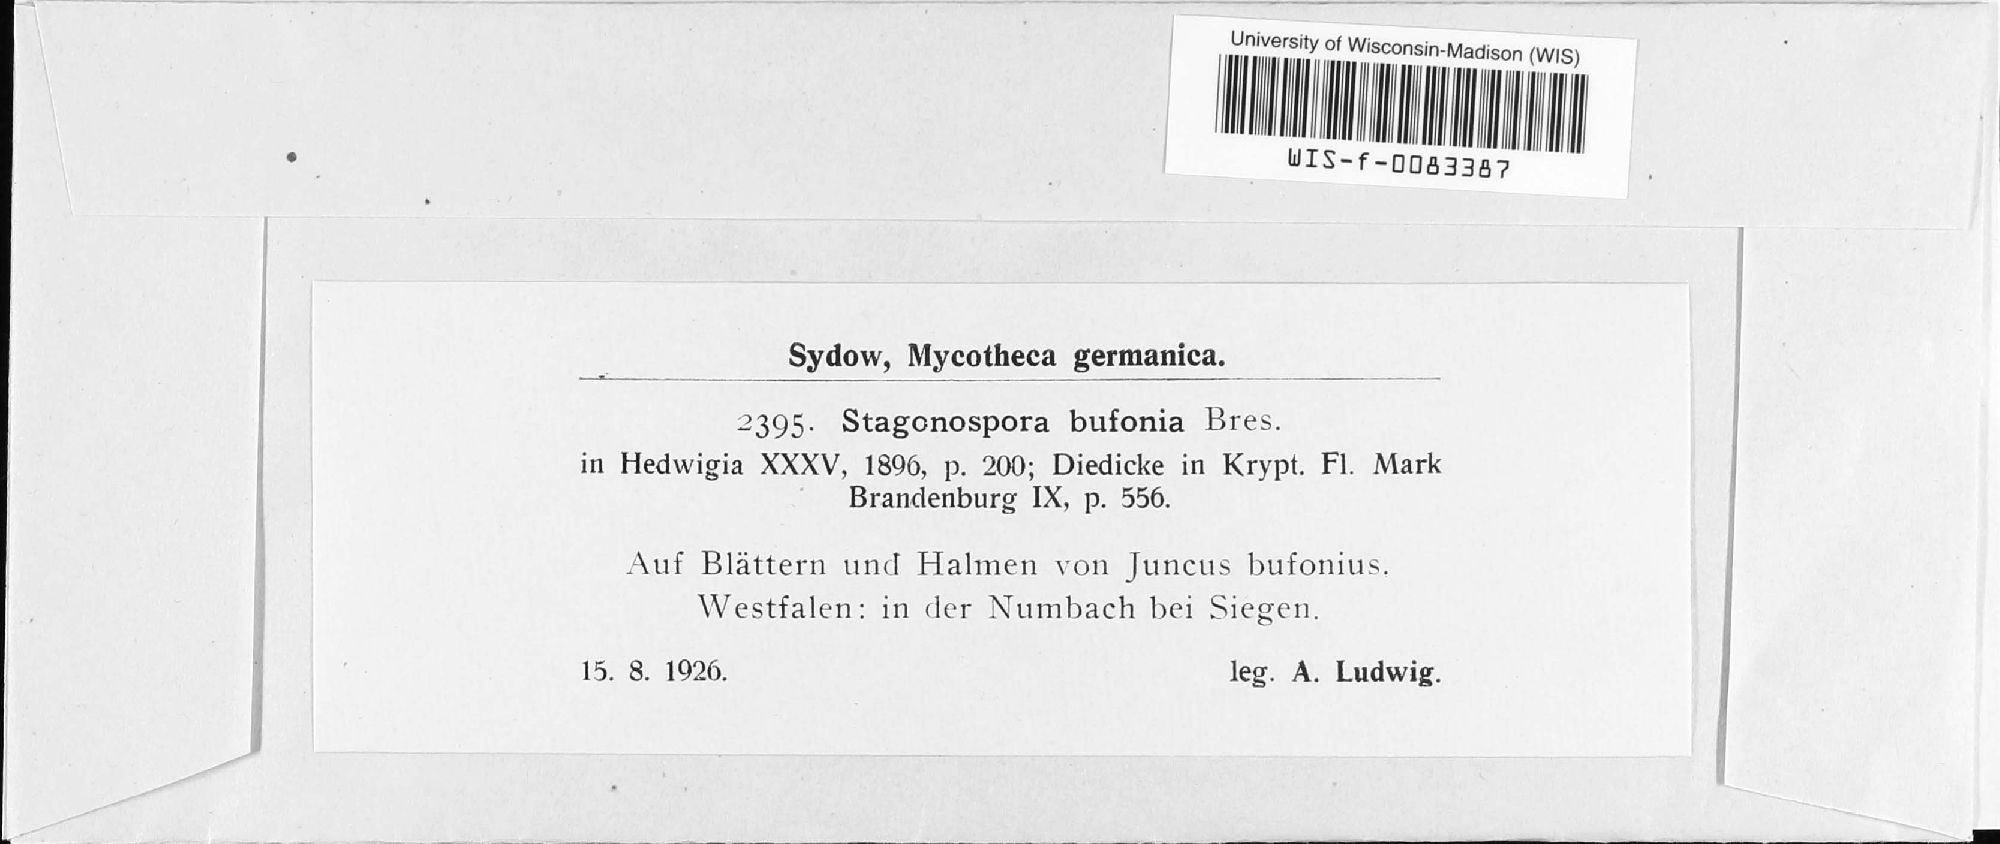 University of Wisconsin-Madison (WIS)
WIS-f-0083387
Sydow, Mycotheca germanica.
2395. Stagonospora bufonia Bres.
in Hedwigia XXXV, 1896, p. 200; Diedicke in Krypt. Fl. Mark
Brandenburg IX, p. 556.
Auf Blättern und Halmen von Juncus bufonius.
Westfalen: in der Numbach bei Siegen.
15. 8. 1926. leg. A. Ludwig.